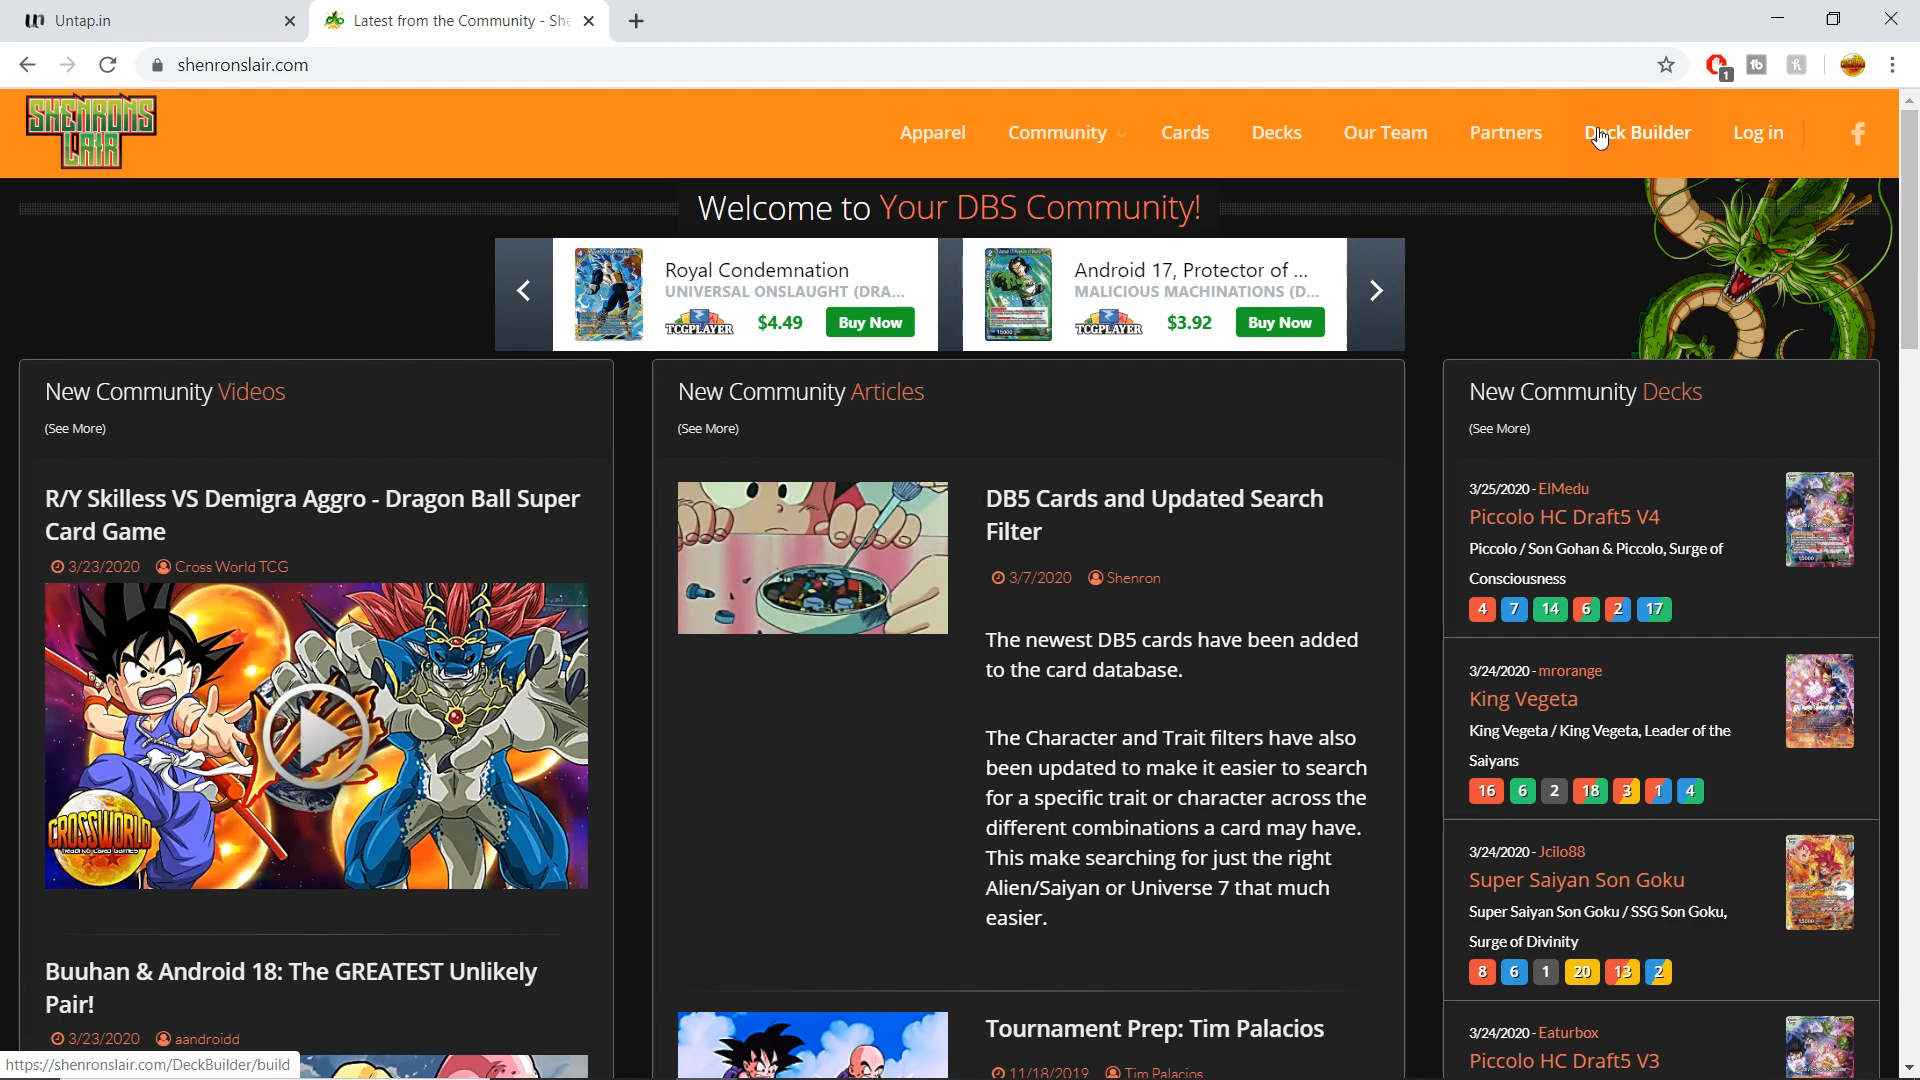 Untap.in
Latest from the Community - She
shenronslair.com
1
SHENRONS
LAIR
Apparel
Community
Cards
Decks
Our Team
Partners
Deck Builder
Log in
Welcome to Your DBS Community!
Royal Condemnation
UNIVERSAL ONSLAUGHT (DRA...
TCGPLAYER
$4.49
Buy Now
Android 17, Protector of ...
MALICIOUS MACHINATIONS (D...
TCGPLAYER
$3.92
Buy Now
New Community Videos
(See More)
R/Y Skilless VS Demigra Aggro - Dragon Ball Super
Card Game
3/23/2020 Cross World TCG
CROSSWORLD
TRADING CARD GAMES
Buuhan & Android 18: The GREATEST Unlikely
Pair!
3/23/2020 aandroidd
New Community Articles
(See More)
DB5 Cards and Updated Search
Filter
3/7/2020 Shenron
The newest DB5 cards have been added
to the card database.
The Character and Trait filters have also
been updated to make it easier to search
for a specific trait or character across the
different combinations a card may have.
This make searching for just the right
Alien/Saiyan or Universe 7 that much
easier.
Tournament Prep: Tim Palacios
11/18/2019 Tim Palacios
New Community Decks
(See More)
3/25/2020 - ElMedu
Piccolo HC Draft5 V4
Piccolo / Son Gohan & Piccolo, Surge of
Consciousness
4 7 14 6 2 17
3/24/2020 - mrorange
King Vegeta
King Vegeta / King Vegeta, Leader of the
Saiyans
16 6 2 18 3 1 4
3/24/2020 - Jcilo88
Super Saiyan Son Goku
Super Saiyan Son Goku / SSG Son Goku,
Surge of Divinity
8 6 1 20 13 2
3/24/2020 - Eaturbox
Piccolo HC Draft5 V3
https://shenronslair.com/DeckBuilder/build